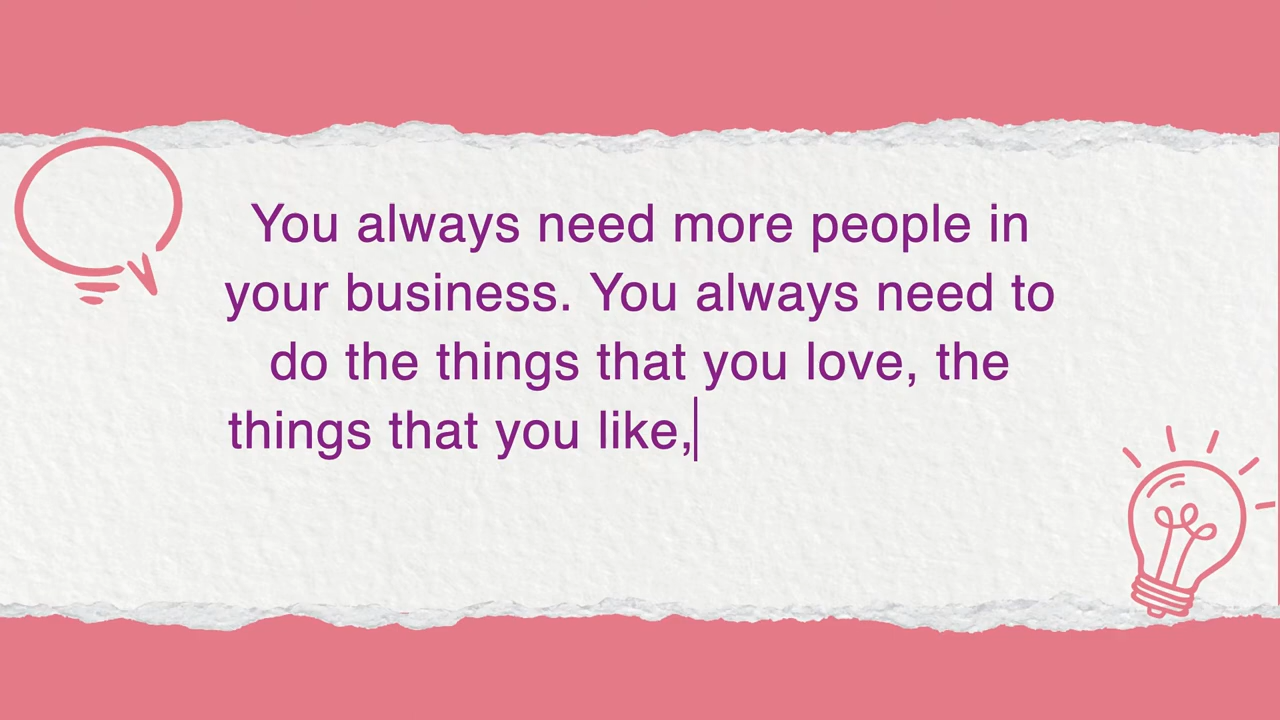 You always need more people in
your business. You always need to
do the things that you love, the
things that you like,